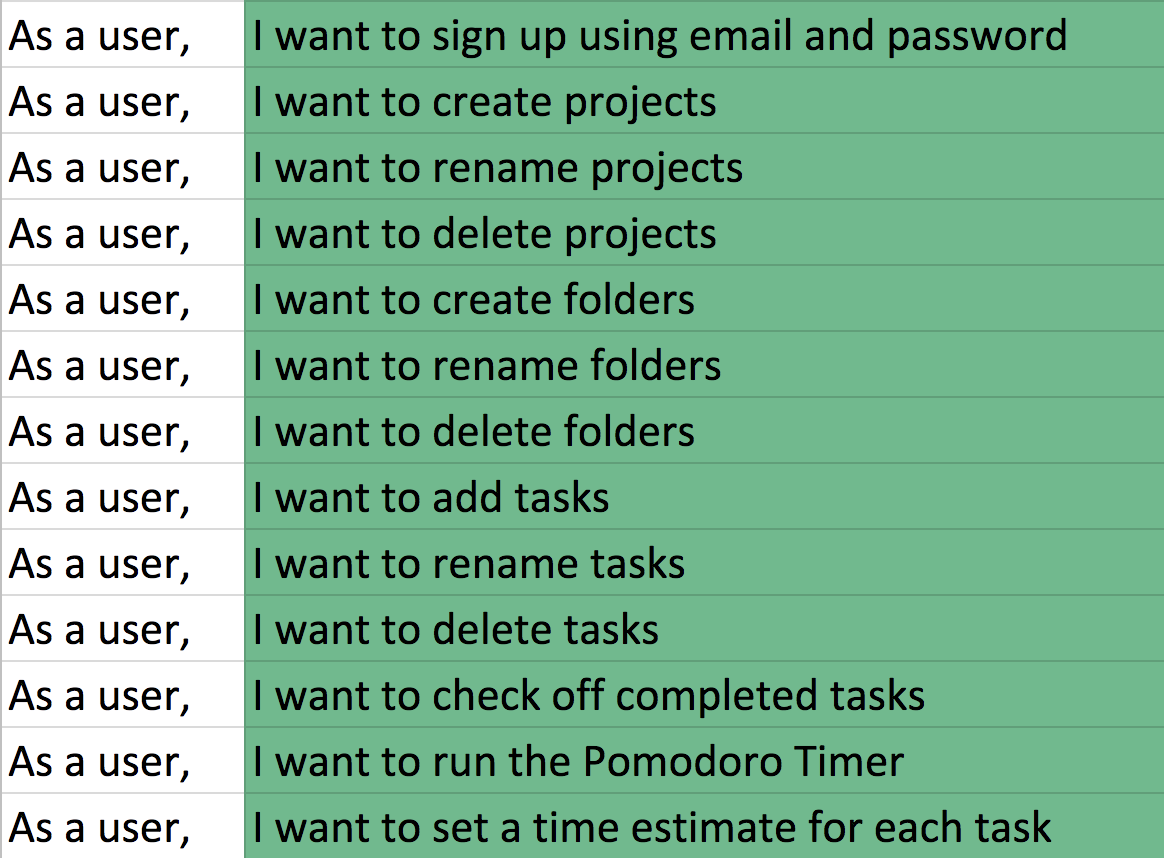 As a user, I want to sign up using email and password
As a user, I want to create projects
As a user, I want to rename projects
As a user, I want to delete projects
As a user, I want to create folders
As a user, I want to rename folders
As a user, I want to delete folders
As a user, I want to add tasks
As a user, I want to rename tasks
As a user, I want to delete tasks
As a user, I want to check off completed tasks
As a user, I want to run the Pomodoro Timer
As a user, I want to set a time estimate for each task